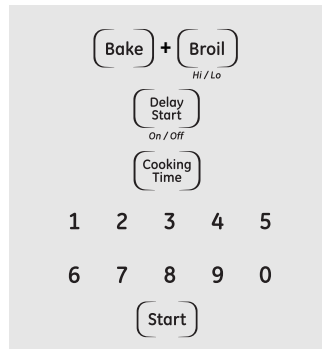 Bake + Broil
Hi / Lo
Delay
Start
On / Off
Cooking
Time
1 2 3 4 5
6 7 8 9 0
Start